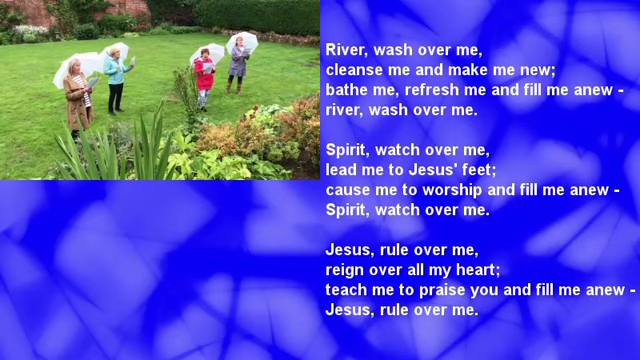 River, wash over me,
cleanse me and make me new;
bathe me, refresh me and fill me anew -
river, wash over me.
Spirit, watch over me,
lead me to Jesus' feet;
cause me to worship and fill me anew -
Spirit, watch over me.
Jesus, rule over me,
reign over all my heart;
teach me to praise you and fill me anew -
Jesus, rule over me.